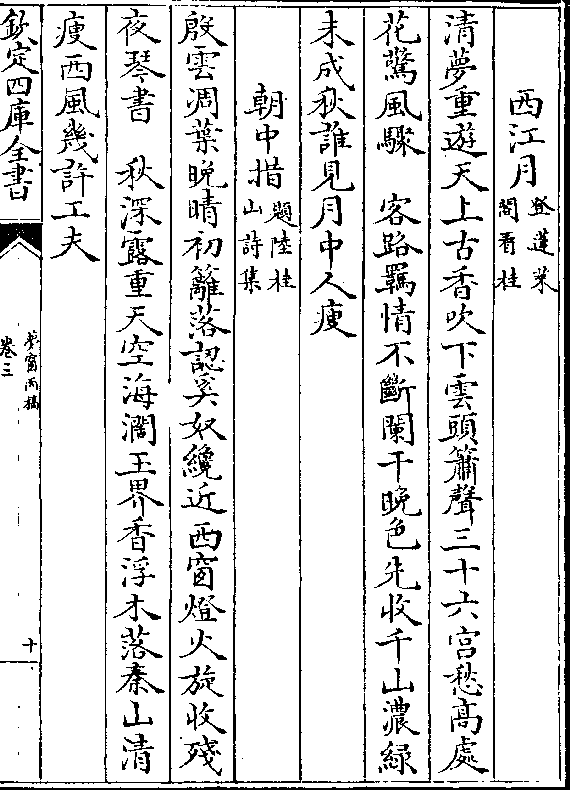 西江月登蓬萊閣看桂
清夢重遊天上古香吹下雲頭簫聲三十六宫愁髙處
花驚風驟　客路羈情不斷闌干晚色先收千山濃綠
未成秋誰見月中人瘦
朝中措題陸桂山詩集
殷雲凋葉晚晴初籬落認奚奴纔近西窗燈火旋收殘
夜琴書　秋深露重天空海濶玉界香浮木落秦山清
瘦西風幾許工夫
欽定四庫全書
夢窗丙稿
卷三
十